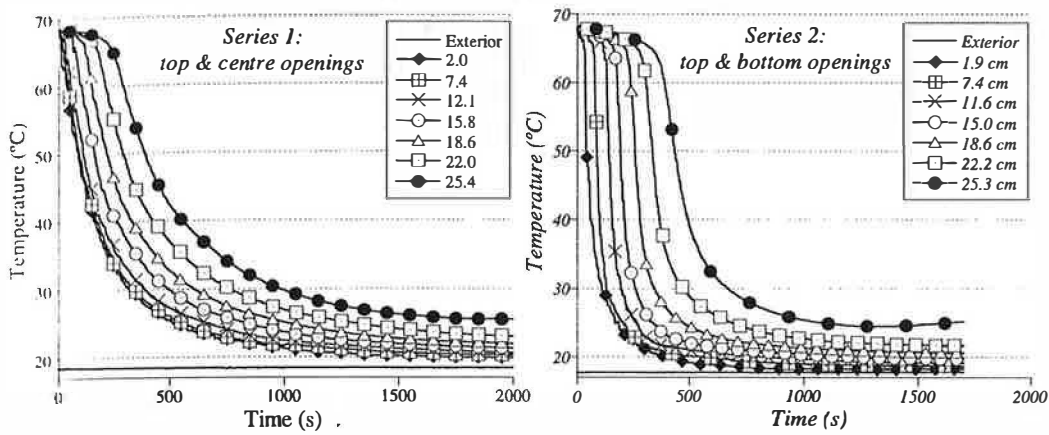 Series 1:
top & centre openings
Exterior
2.0
7.4
12.1
15.8
18.6
22.0
25.4
70
60
50
40
30
20
Temperature (°C)
0
500
1000
1500
2000
Time (s)
Series 2:
top & bottom openings
Exterior
1.9 cm
7.4 cm
11.6 cm
15.0 cm
18.6 cm
22.2 cm
25.3 cm
70
60
50
40
30
20
Temperature (°C)
0
500
1000
1500
2000
Time (s)